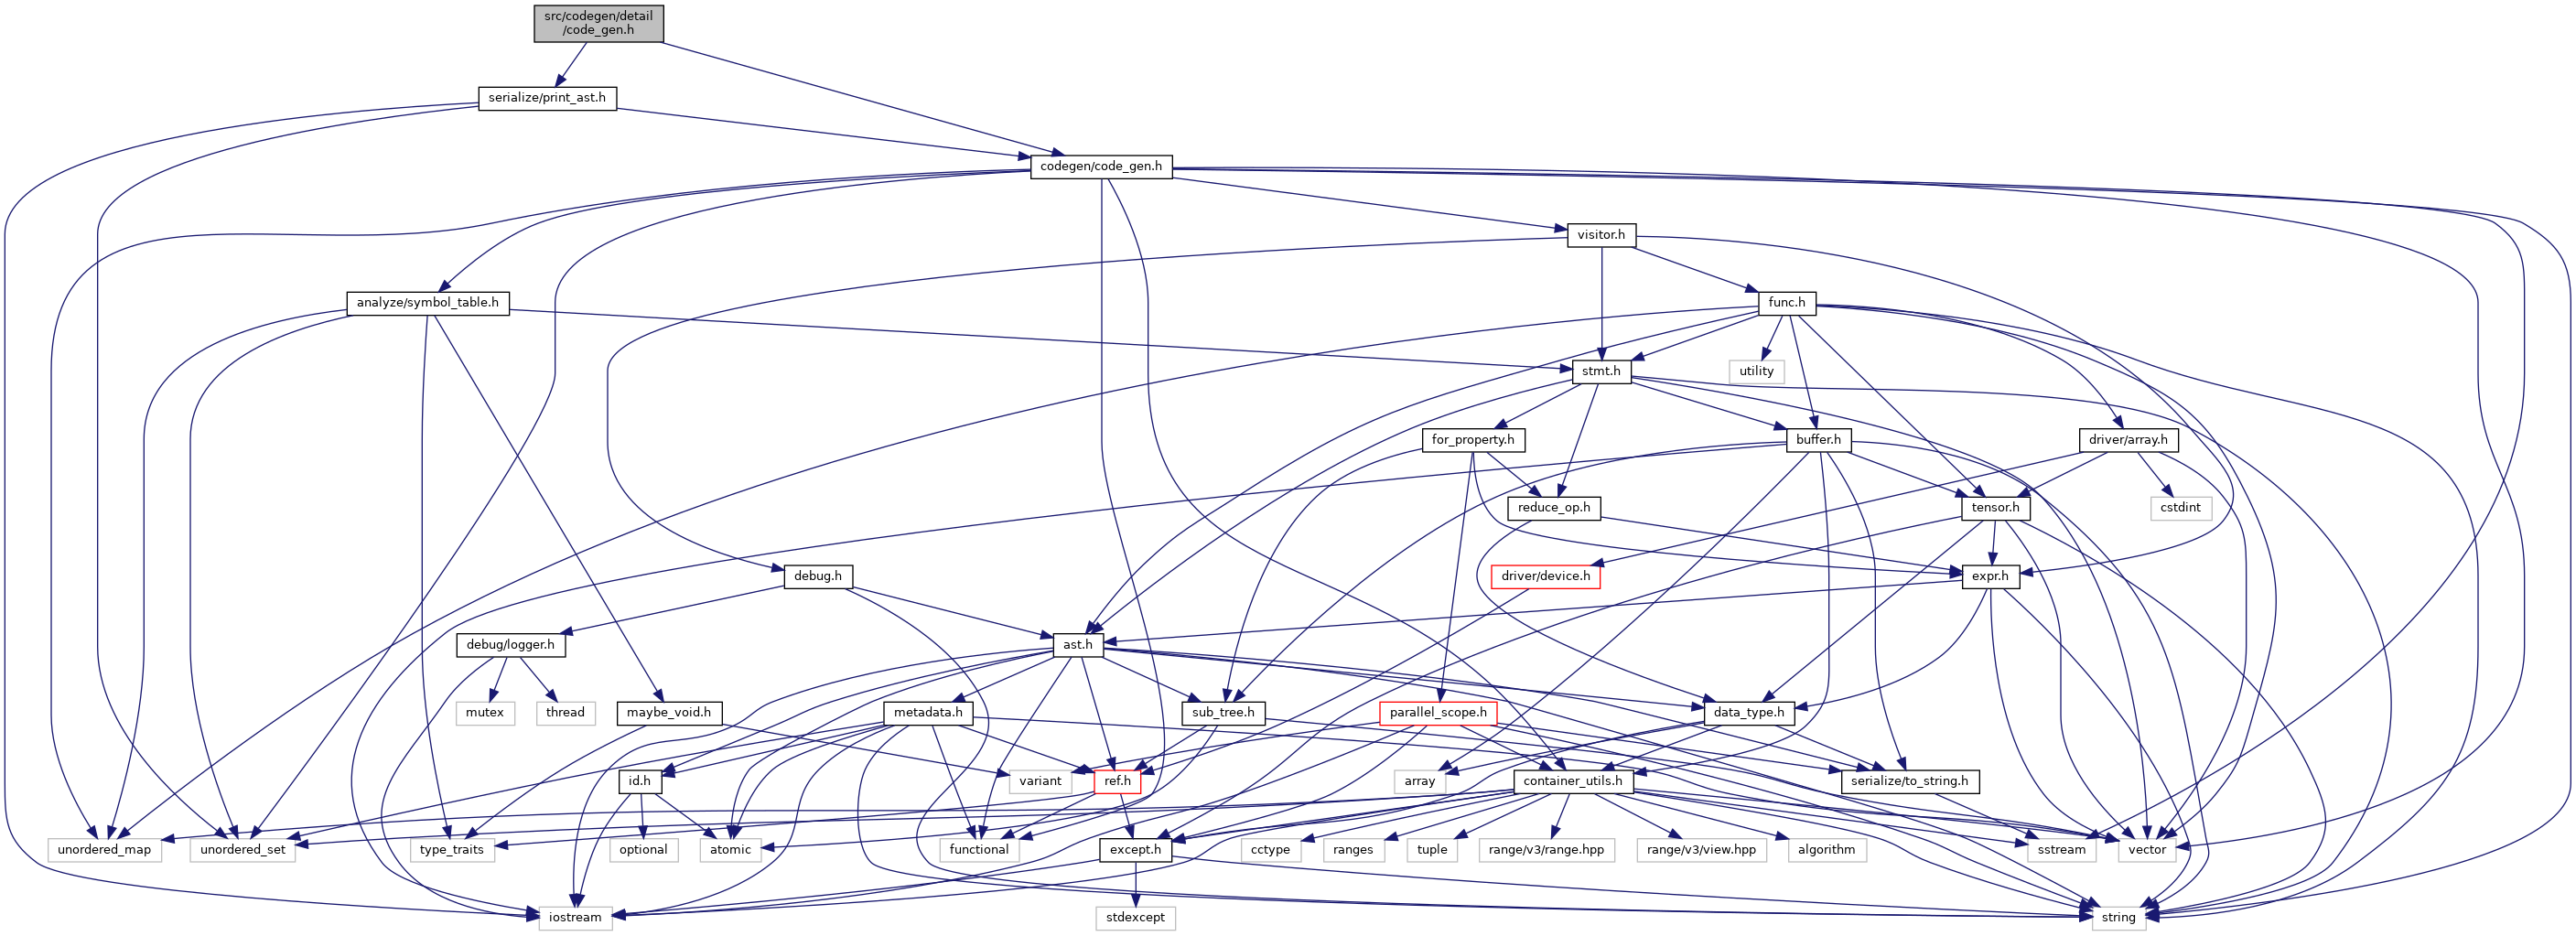 src/codegen/detail
/code_gen.h
serialize/print_ast.h
codegen/code_gen.h
visitor.h
analyze/symbol_table.h
func.h
stmt.h
utility
for_property.h
buffer.h
driver/array.h
reduce_op.h
tensor.h
cstdint
debug.h
driver/device.h
expr.h
debug/logger.h
ast.h
mutex
thread
maybe_void.h
metadata.h
sub_tree.h
parallel_scope.h
data_type.h
id.h
variant
ref.h
array
container_utils.h
serialize/to_string.h
unordered_map
unordered_set
type_traits
optional
atomic
functional
except.h
cctype
ranges
tuple
range/v3/range.hpp
range/v3/view.hpp
algorithm
sstream
vector
iostream
stdexcept
string